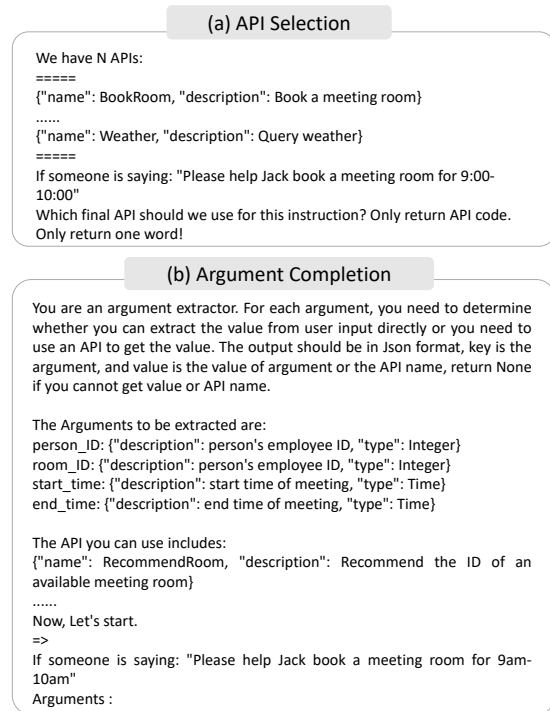 (a) API Selection
We have N APIs:
=====
{"name": BookRoom, "description": Book a meeting room}
......
{"name": Weather, "description": Query weather}
=====
If someone is saying: "Please help Jack book a meeting room for 9:00-
10:00"
Which final API should we use for this instruction? Only return API code.
Only return one word!
(b) Argument Completion
You are an argument extractor. For each argument, you need to determine
whether you can extract the value from user input directly or you need to
use an API to get the value. The output should be in Json format, key is the
argument, and value is the value of argument or the API name, return None
if you cannot get value or API name.
The Arguments to be extracted are:
person_ID: {"description": person's employee ID, "type": Integer}
room_ID: {"description": person's employee ID, "type": Integer}
start_time: {"description": start time of meeting, "type": Time}
end_time: {"description": end time of meeting, "type": Time}
The API you can use includes:
{"name": RecommendRoom, "description": Recommend the ID of an
available meeting room}
......
Now, Let's start.
=>
If someone is saying: "Please help Jack book a meeting room for 9am-
10am"
Arguments :